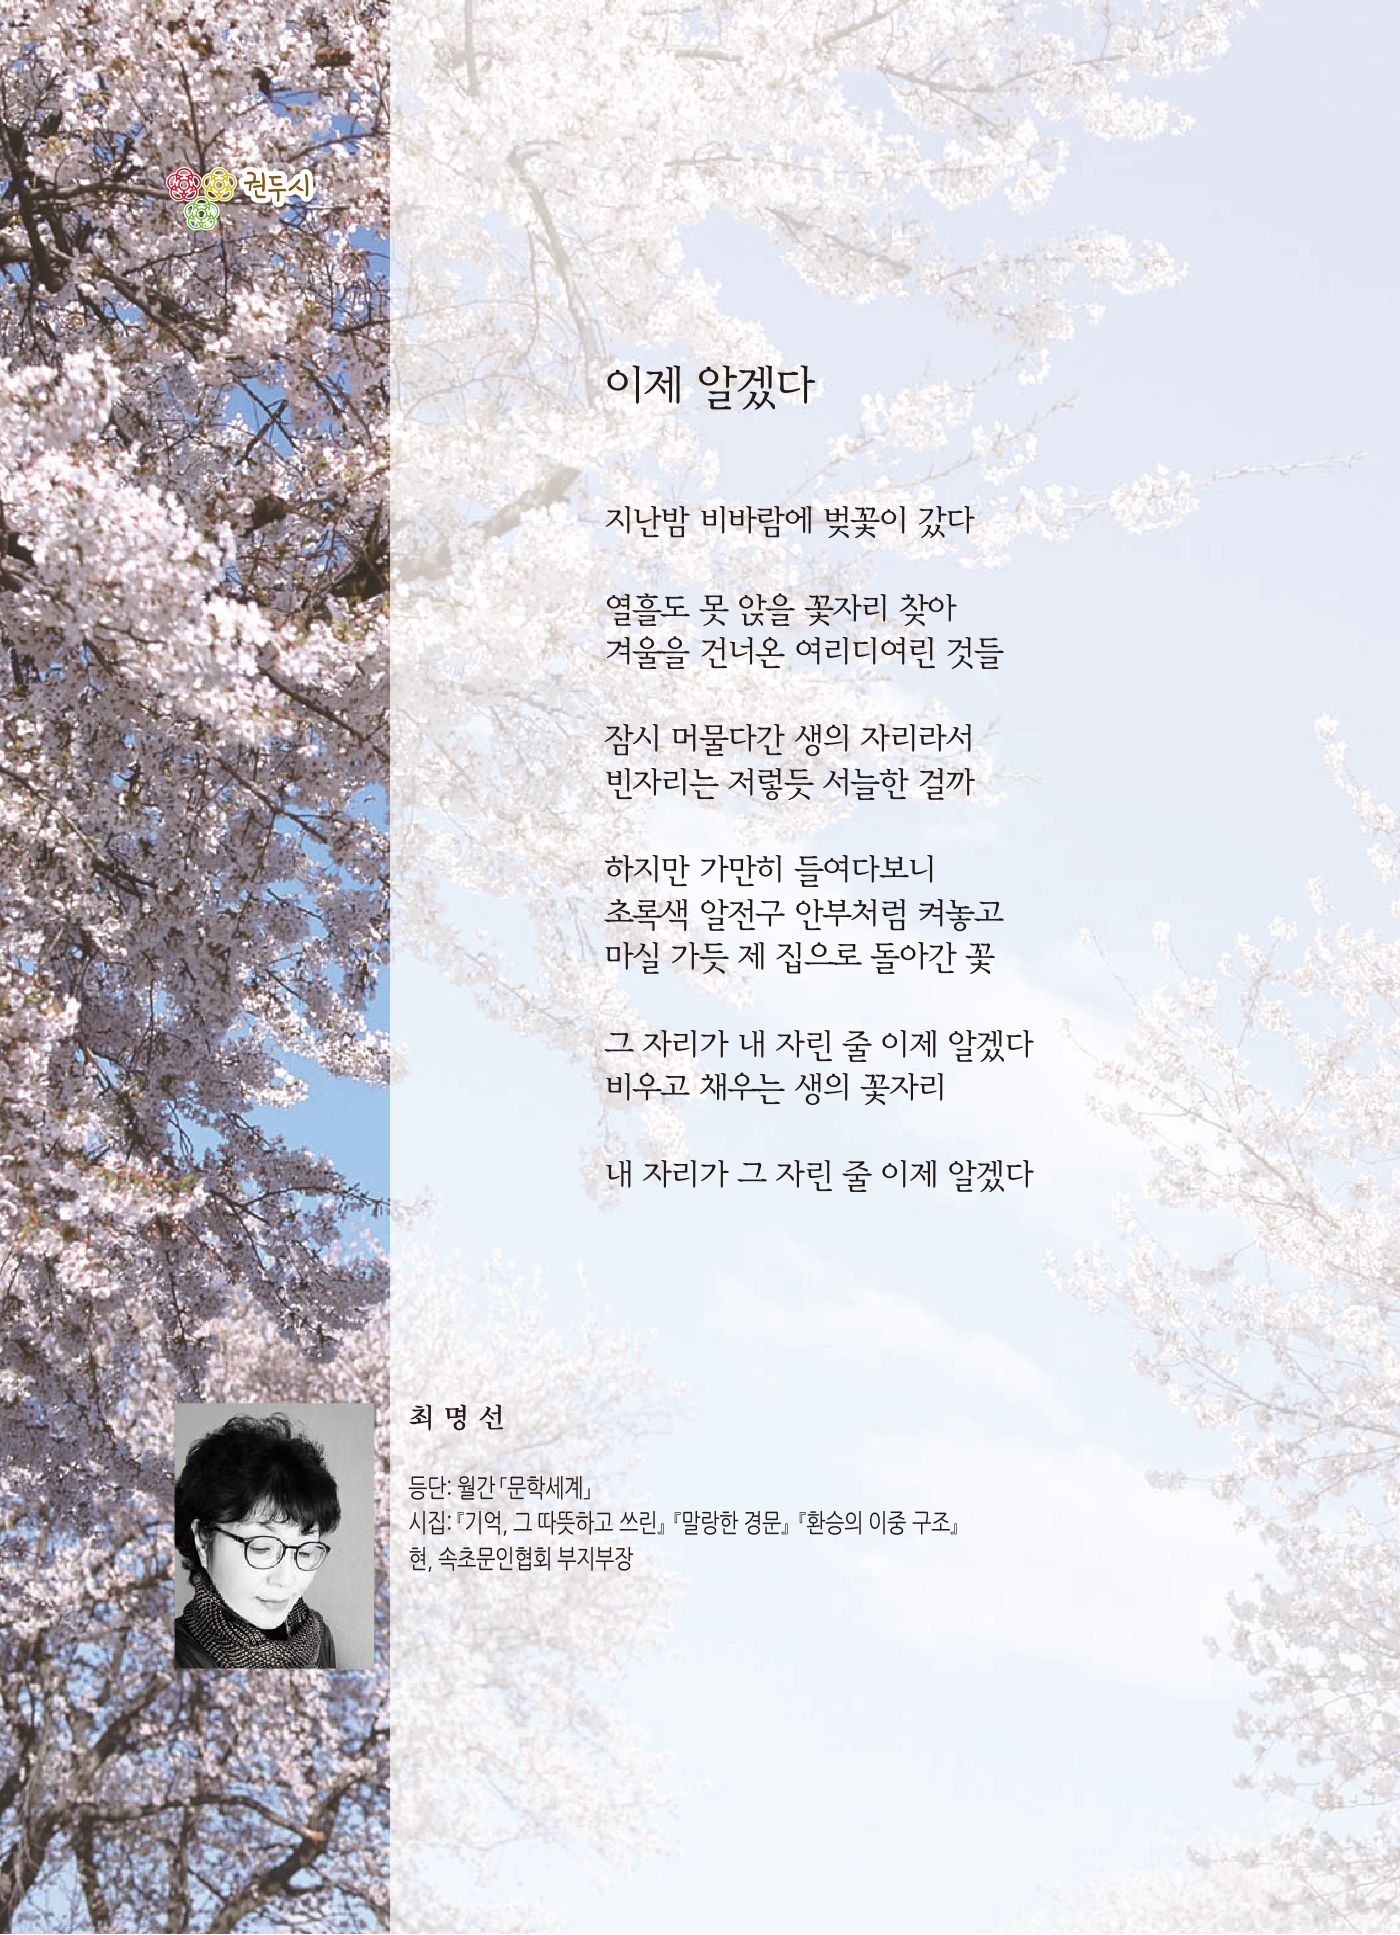 권두시
이제 알겠다
지난밤 비바람에 벚꽃이 갔다
열흘도 못 앉을 꽃자리 찾아
겨울을 건너온 여리디여린 것들
잠시 머물다간 생의 자리라서
빈자리는 저렇듯 서늘한 걸까
하지만 가만히 들여다보니
초록색 알전구 안부처럼 켜놓고
마실 가듯 제 집으로 돌아간 꽃
그 자리가 내 자린 줄 이제 알겠다
비우고 채우는 생의 꽃자리
내 자리가 그 자린 줄 이제 알겠다
최 명 선
등단: 월간 「문학세계」
시집: 『기억, 그 따뜻하고 쓰린』 『말랑한 경문』 『환승의 이중 구조』
현, 속초문인협회 부지부장